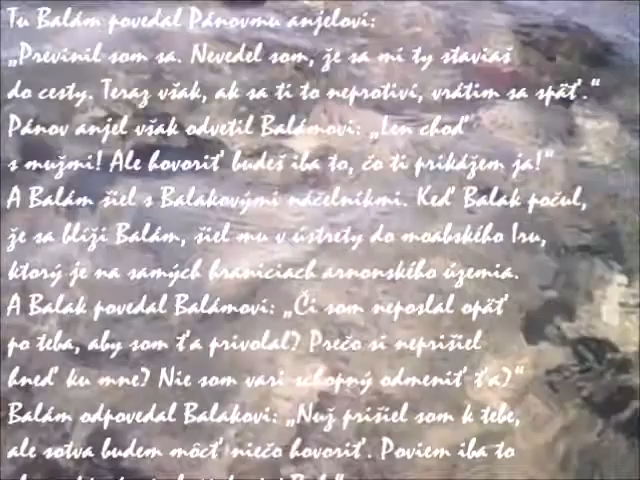 Tu Balám povedal Pánovmu anjelovi:
„Previnil som sa. Nevedel som, že sa mi ty staviaš
do cesty. Teraz však, ak sa ti to neprotiví, vrátim sa späť.“
Pánov anjel však odvetil Balámovi: „Len choď
s mužmi! Ale hovoriť budeš iba to, čo ti prikážem ja!“
A Balám šiel s Balakovými náčelníkmi. Keď Balak počul,
že sa blíži Balám, šiel mu v ústrety do moabského Iru,
ktorý je na samých hraniciach arnonského územia.
A Balak povedal Balámovi: „Či som neposlal opäť
po teba, aby som ťa privolal? Prečo si neprišiel
hneď ku mne? Nie som vari schopný odmeniť ťa?“
Balám odpovedal Balakovi: „Nuž prišiel som k tebe,
ale sotva budem môcť niečo hovoriť. Poviem iba to